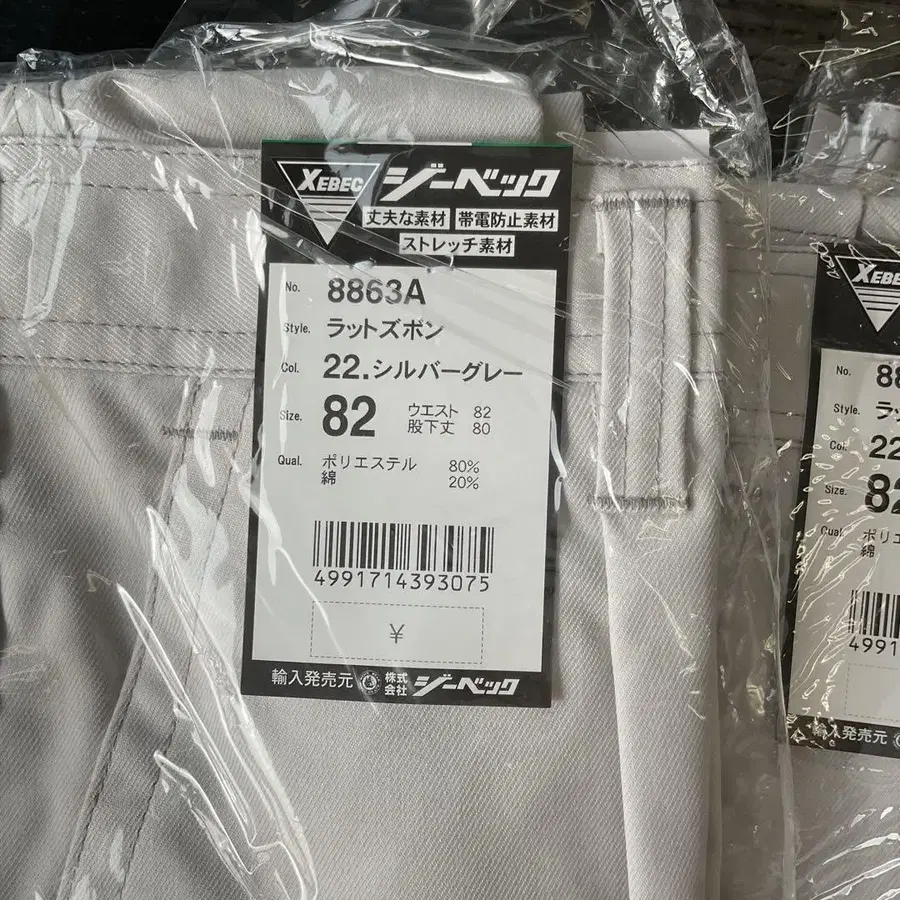 XEBEC ジーベック
丈夫な素材 帯電防止素材
ストレッチ素材
No. 8863A
Style. ラットズボン
Col. 22.シルバーグレー
Size. 82 ウエスト 82
股下丈 80
Qual. ポリエステル 80%
綿 20%
4991714393075
¥
輸入発売元 株式会社 ジーベック
XEBE
No. 88
Style. ラッ
Col. 22
Size. 82
Qual. ポリエ
綿
4991
輸入発売元